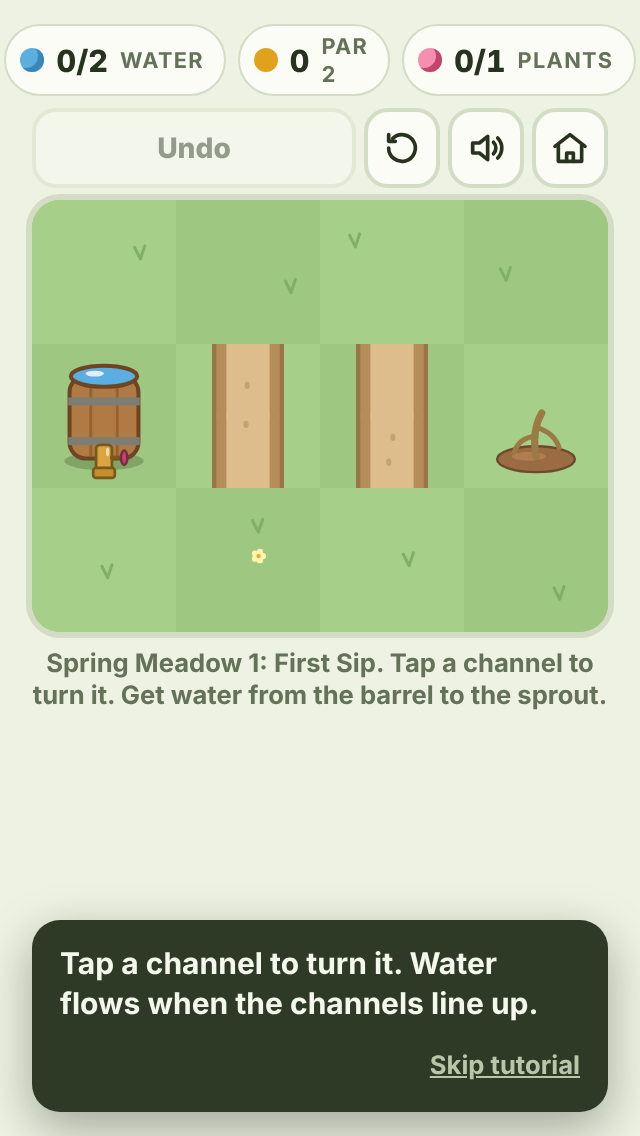 0/2 WATER
0 PAR 2
0/1 PLANTS
Undo
Spring Meadow 1: First Sip. Tap a channel to
turn it. Get water from the barrel to the sprout.
Tap a channel to turn it. Water
flows when the channels line up.
Skip tutorial